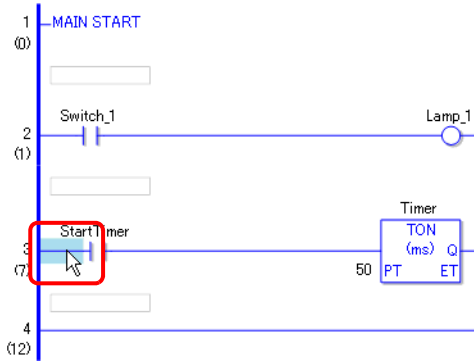 1 MAIN START
(0)
Switch_1 Lamp_1
2
(1)
Timer
StartTimer TON
3 (ms) Q
(7) 50 PT ET
4
(12)